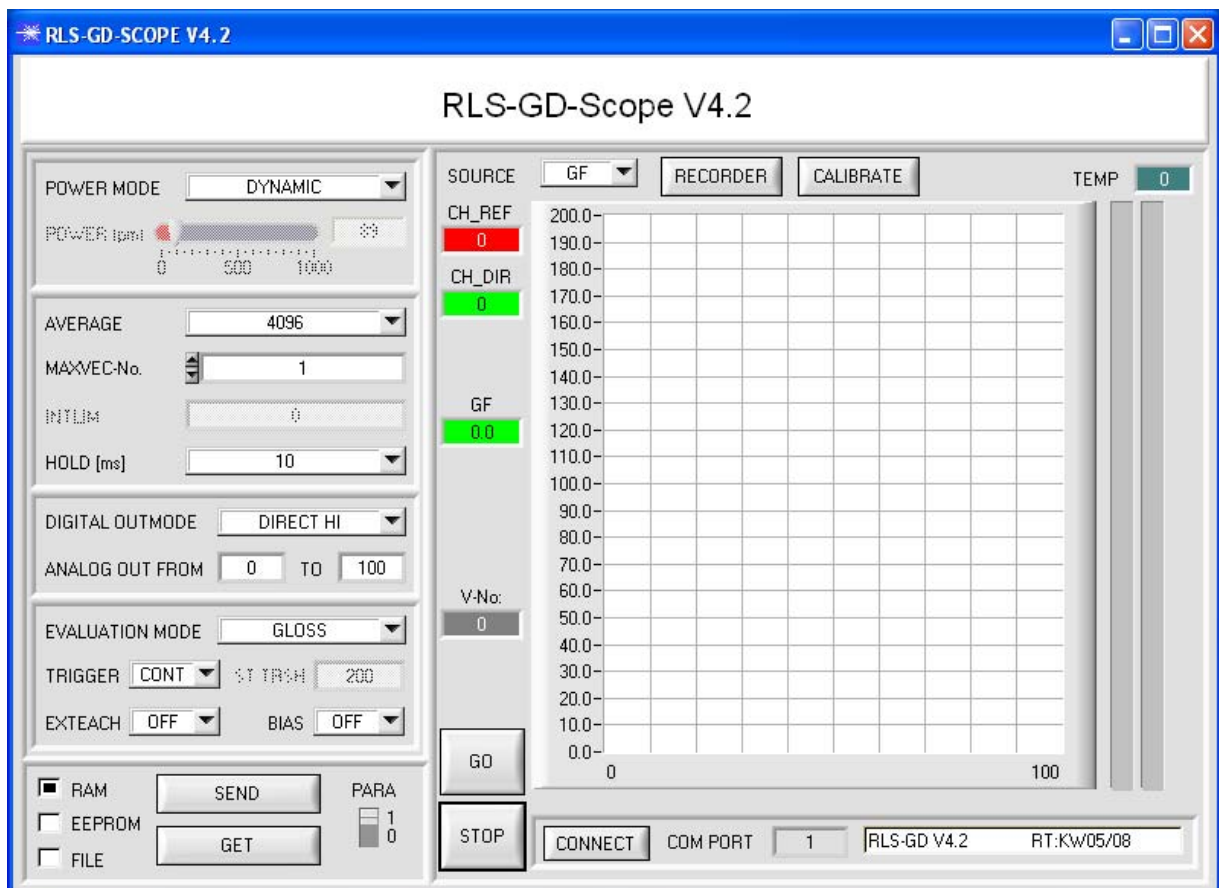 RLS-GD-SCOPE V4.2
RLS-GD-Scope V4.2
POWER MODE DYNAMIC
POWER [pm]
0 500 1000
AVERAGE 4096
MAXVEC-No. 1
INTLIM 0
HOLD [ms] 10
DIGITAL OUTMODE DIRECT HI
ANALOG OUT FROM 0 TO 100
EVALUATION MODE GLOSS
TRIGGER CONT ST TRSH 200
EXTEACH OFF BIAS OFF
RAM SEND PARA
EEPROM 1
0
FILE GET
SOURCE GF RECORDER CALIBRATE TEMP 0
CH_REF
0
CH_DIR
0
GF
0.0
V-No:
0
GO
STOP
200.0
190.0
180.0
170.0
160.0
150.0
140.0
130.0
120.0
110.0
100.0
90.0
80.0
70.0
60.0
50.0
40.0
30.0
20.0
10.0
0.0
0 100
CONNECT COM PORT 1 RLS-GD V4.2 RT:KW05/08